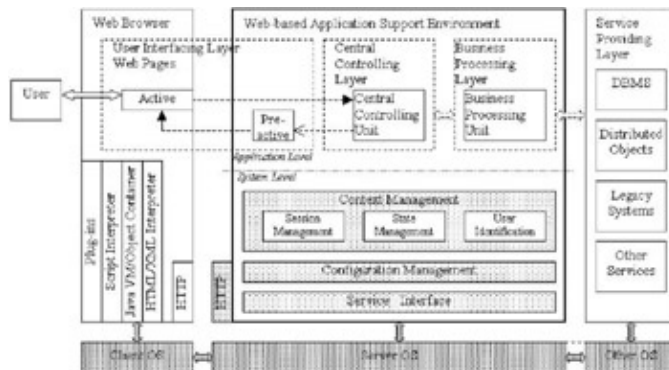 Web Browser
Web-based Application Support Environment
Service
Providing
Layer
User Interfacing Layer
Web Pages
Central
Controlling
Layer
Business
Processing
Layer
User
Active
Pre-
active
Central
Controlling
Unit
Business
Processing
Unit
DBMS
Distributed
Objects
Legacy
Systems
Other
Services
Application Level
System Level
Context Management
Session
Management
State
Management
User
Identification
Configuration Management
Service Interface
Plug-ins
Script Interpreter
Java VM/Object Container
HTML/XML Interpreter
HTTP
HTTP
Client OS
Server OS
Other OS